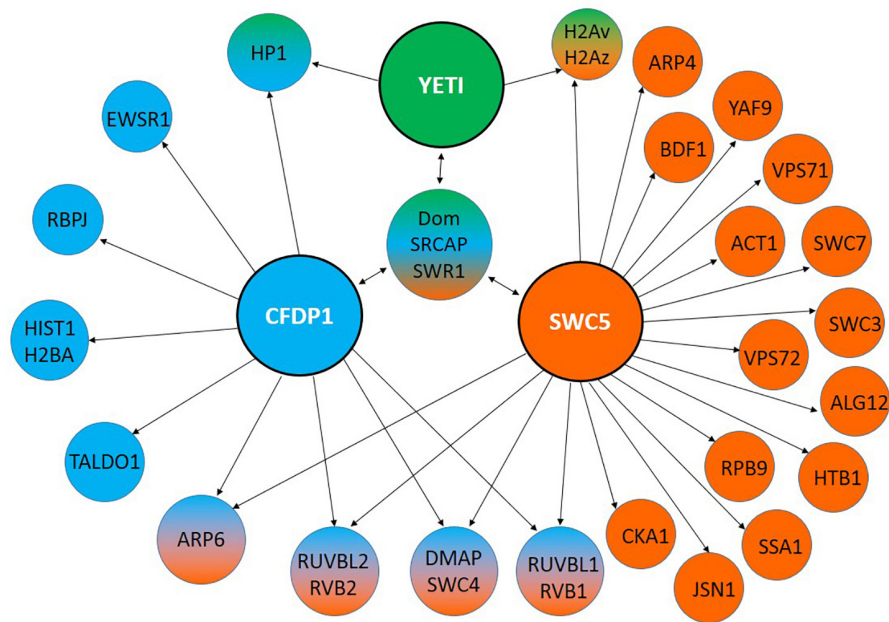 HP1
YETI
H2Av
H2Az
ARP4
YAF9
EWSR1
BDF1
VPS71
RBPJ
Dom
SRCAP
SWR1
ACT1
SWC7
CFDP1
SWC5
HIST1
H2BA
SWC3
VPS72
ALG12
TALDO1
RPB9
HTB1
ARP6
RUVBL2
RVB2
DMAP
SWC4
RUVBL1
RVB1
CKA1
SSA1
JSN1